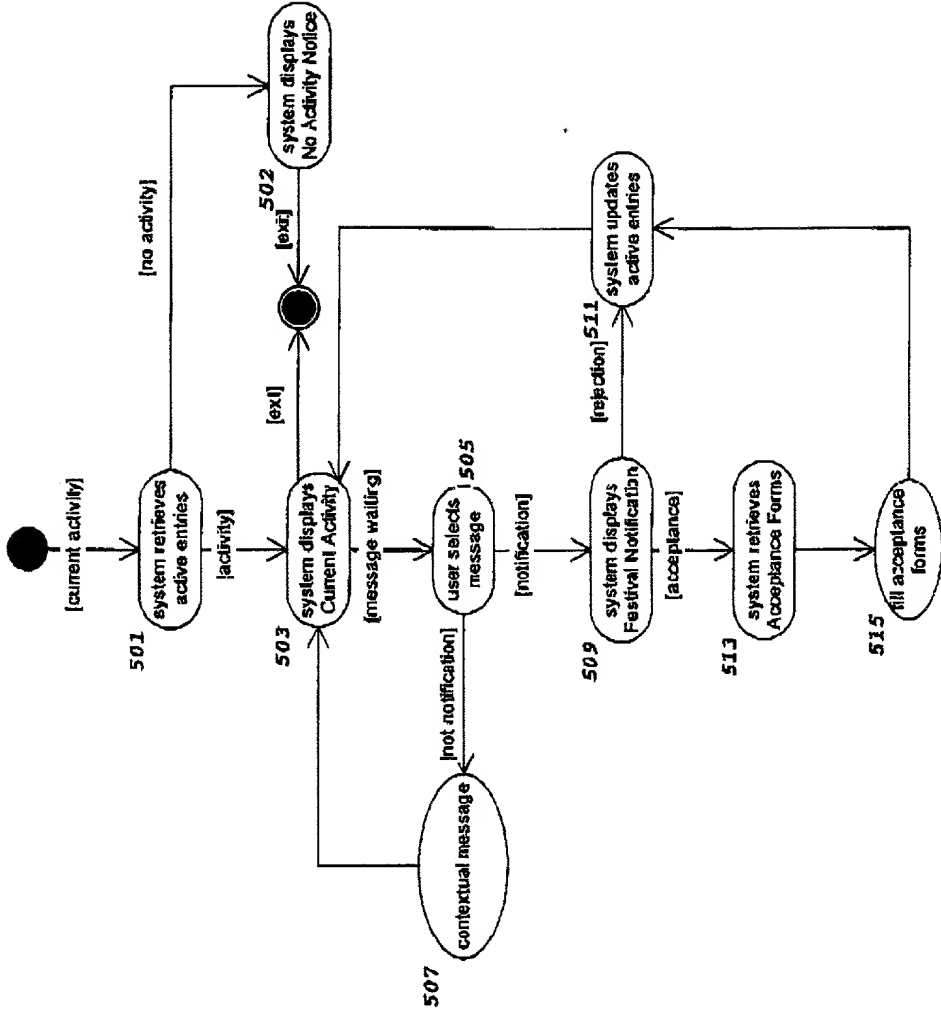 [current activity]
501
system retrieves
active entries
[no activity]
502
system displays
No Activity Notice
[activity]
[exit]
[exit]
503
system displays
Current Activity
[message waiting]
505
user selects
message
[not notification]
507
contextual message
[notification]
509
system displays
Festival Notification
[rejection]
511
system updates
active entries
[acceptance]
513
system retrieves
Acceptance Forms
515
fill acceptance
forms